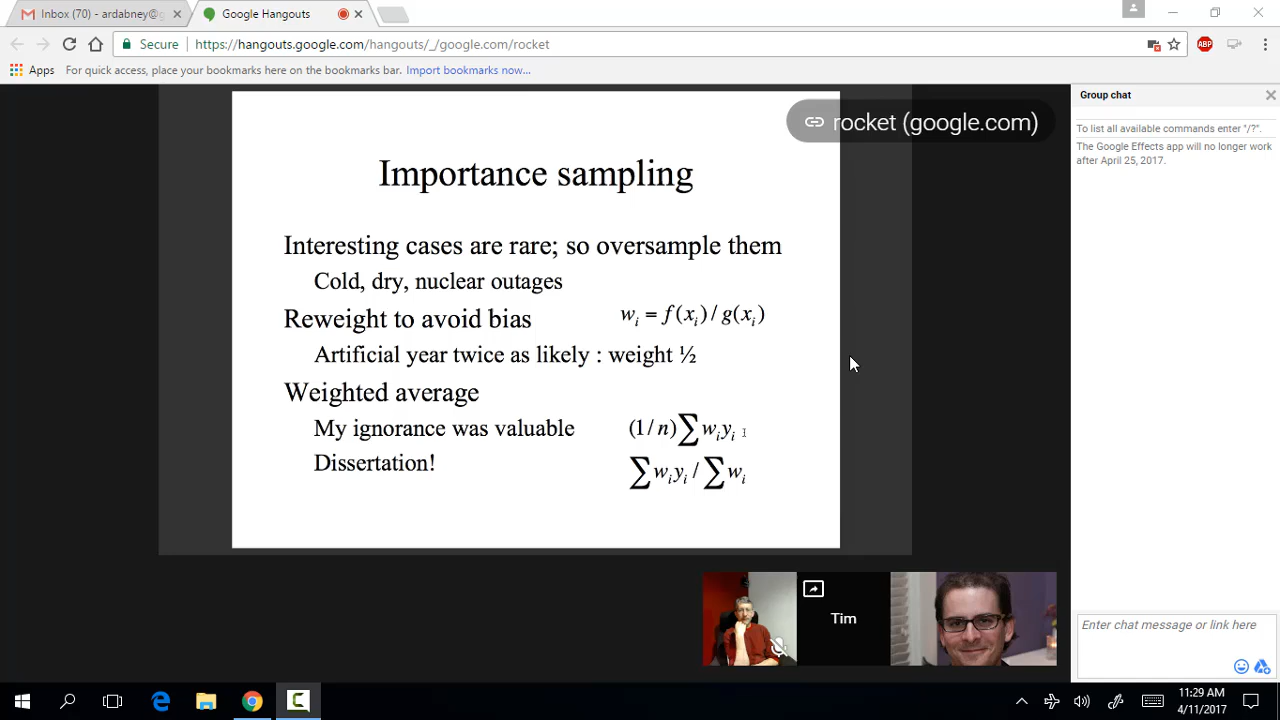 Inbox (70) - ardabney@g
Google Hangouts
Secure
https://hangouts.google.com/hangouts/_/google.com/rocket
ABP
Apps
For quick access, place your bookmarks here on the bookmarks bar. Import bookmarks now...
rocket (google.com)
Importance sampling
Interesting cases are rare; so oversample them
Cold, dry, nuclear outages
Reweight to avoid bias
wᵢ = f(xᵢ) / g(xᵢ)
Artificial year twice as likely : weight ½
Weighted average
My ignorance was valuable
(1/n)∑wᵢyᵢ
Dissertation!
∑wᵢyᵢ / ∑wᵢ
Tim
Group chat
To list all available commands enter "/?".
The Google Effects app will no longer work
after April 25, 2017.
Enter chat message or link here
11:29 AM
4/11/2017